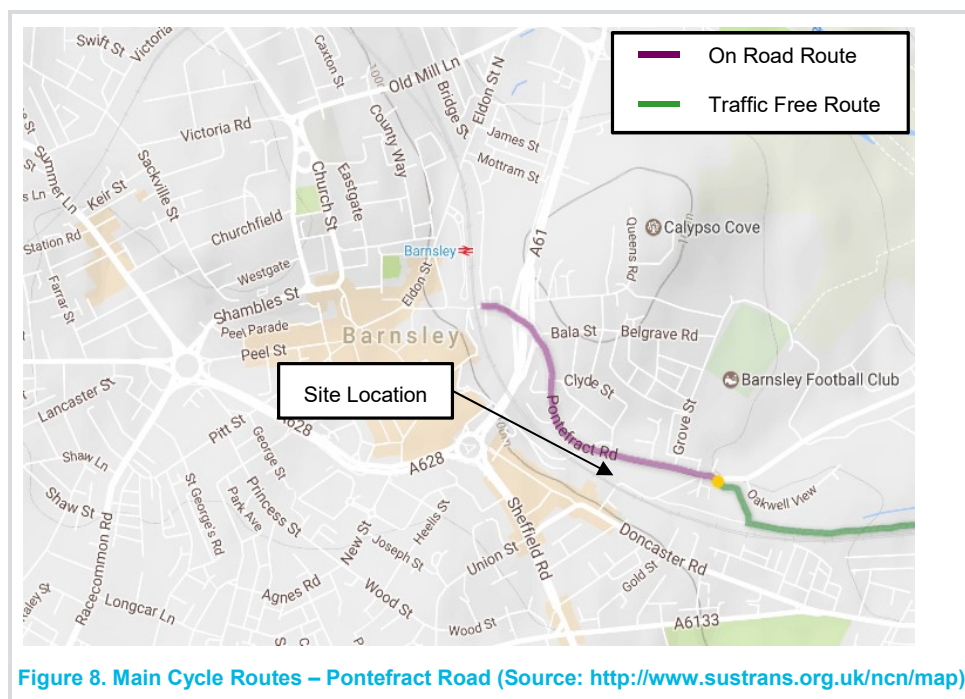 Swift St
Victoria
Caxton St
100m
Old Mill Ln
Bridge St
Eldon St N
On Road Route
Traffic Free Route
Victoria Rd
County Way
James St
Mottram St
Summer Ln
Sackville St
Keir St
Church St
Eastgate
Churchfield
Station Rd
Westgate
Barnsley
A61
Queens Rd
Calypso Cove
Farrar St
Shambles St
Eldon St
Peel Parade
Barnsley
Peel St
Bala St
Belgrave Rd
Site Location
Clyde St
Barnsley Football Club
Lancaster St
Pitt St
A628
George St
A628
Pontefract Rd
Grove St
Shaw Ln
Shaw St
St George's Rd
Park Ave
Princess St
New St
Heelis St
Joseph St
Sheffield Rd
Union St
Doncaster Rd
Oakwell View
Gold St
Racecommon Rd
Longcar Ln
Agnes Rd
Wood St
Wood St
A6133
Figure 8. Main Cycle Routes – Pontefract Road (Source: http://www.sustrans.org.uk/ncn/map)